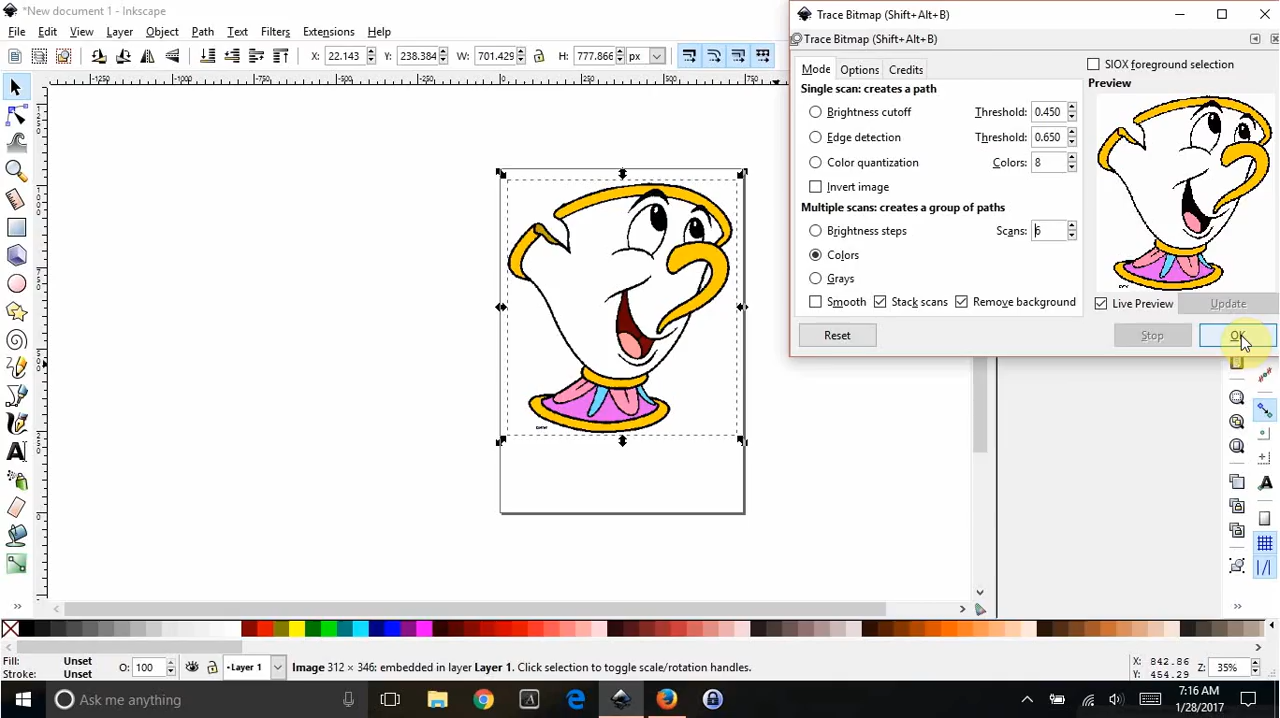 *New document 1 - Inkscape
File Edit View Layer Object Path Text Filters Extensions Help
X: 22.143 Y: 238.384 W: 701.429 H: 777.866 px
Trace Bitmap (Shift+Alt+B)
Trace Bitmap (Shift+Alt+B)
Mode Options Credits
SIOX foreground selection
Single scan: creates a path
Preview
Brightness cutoff Threshold: 0.450
Edge detection Threshold: 0.650
Color quantization Colors: 8
Invert image
Multiple scans: creates a group of paths
Brightness steps Scans: 6
Colors
Grays
Smooth Stack scans Remove background
Live Preview Update
Reset Stop OK
Fill: Unset
Stroke: Unset
O: 100
Layer 1
Image 312 × 346: embedded in layer Layer 1. Click selection to toggle scale/rotation handles.
X: 842.86
Y: 454.29
Z: 35%
Ask me anything
7:16 AM
1/28/2017